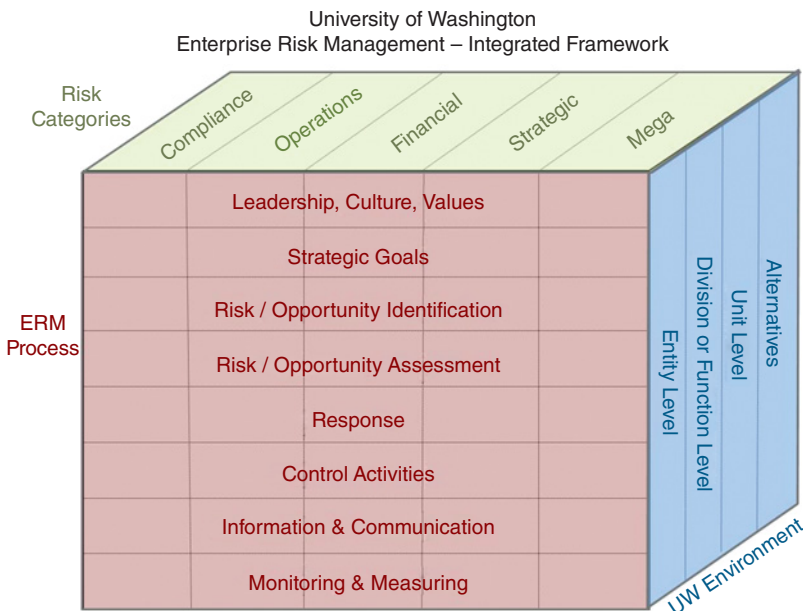 University of Washington
Enterprise Risk Management – Integrated Framework
Risk
Categories
Compliance
Operations
Financial
Strategic
Mega
ERM
Process
Leadership, Culture, Values
Strategic Goals
Risk / Opportunity Identification
Risk / Opportunity Assessment
Response
Control Activities
Information & Communication
Monitoring & Measuring
Entity Level
Division or Function Level
Unit Level
Alternatives
UW Environment